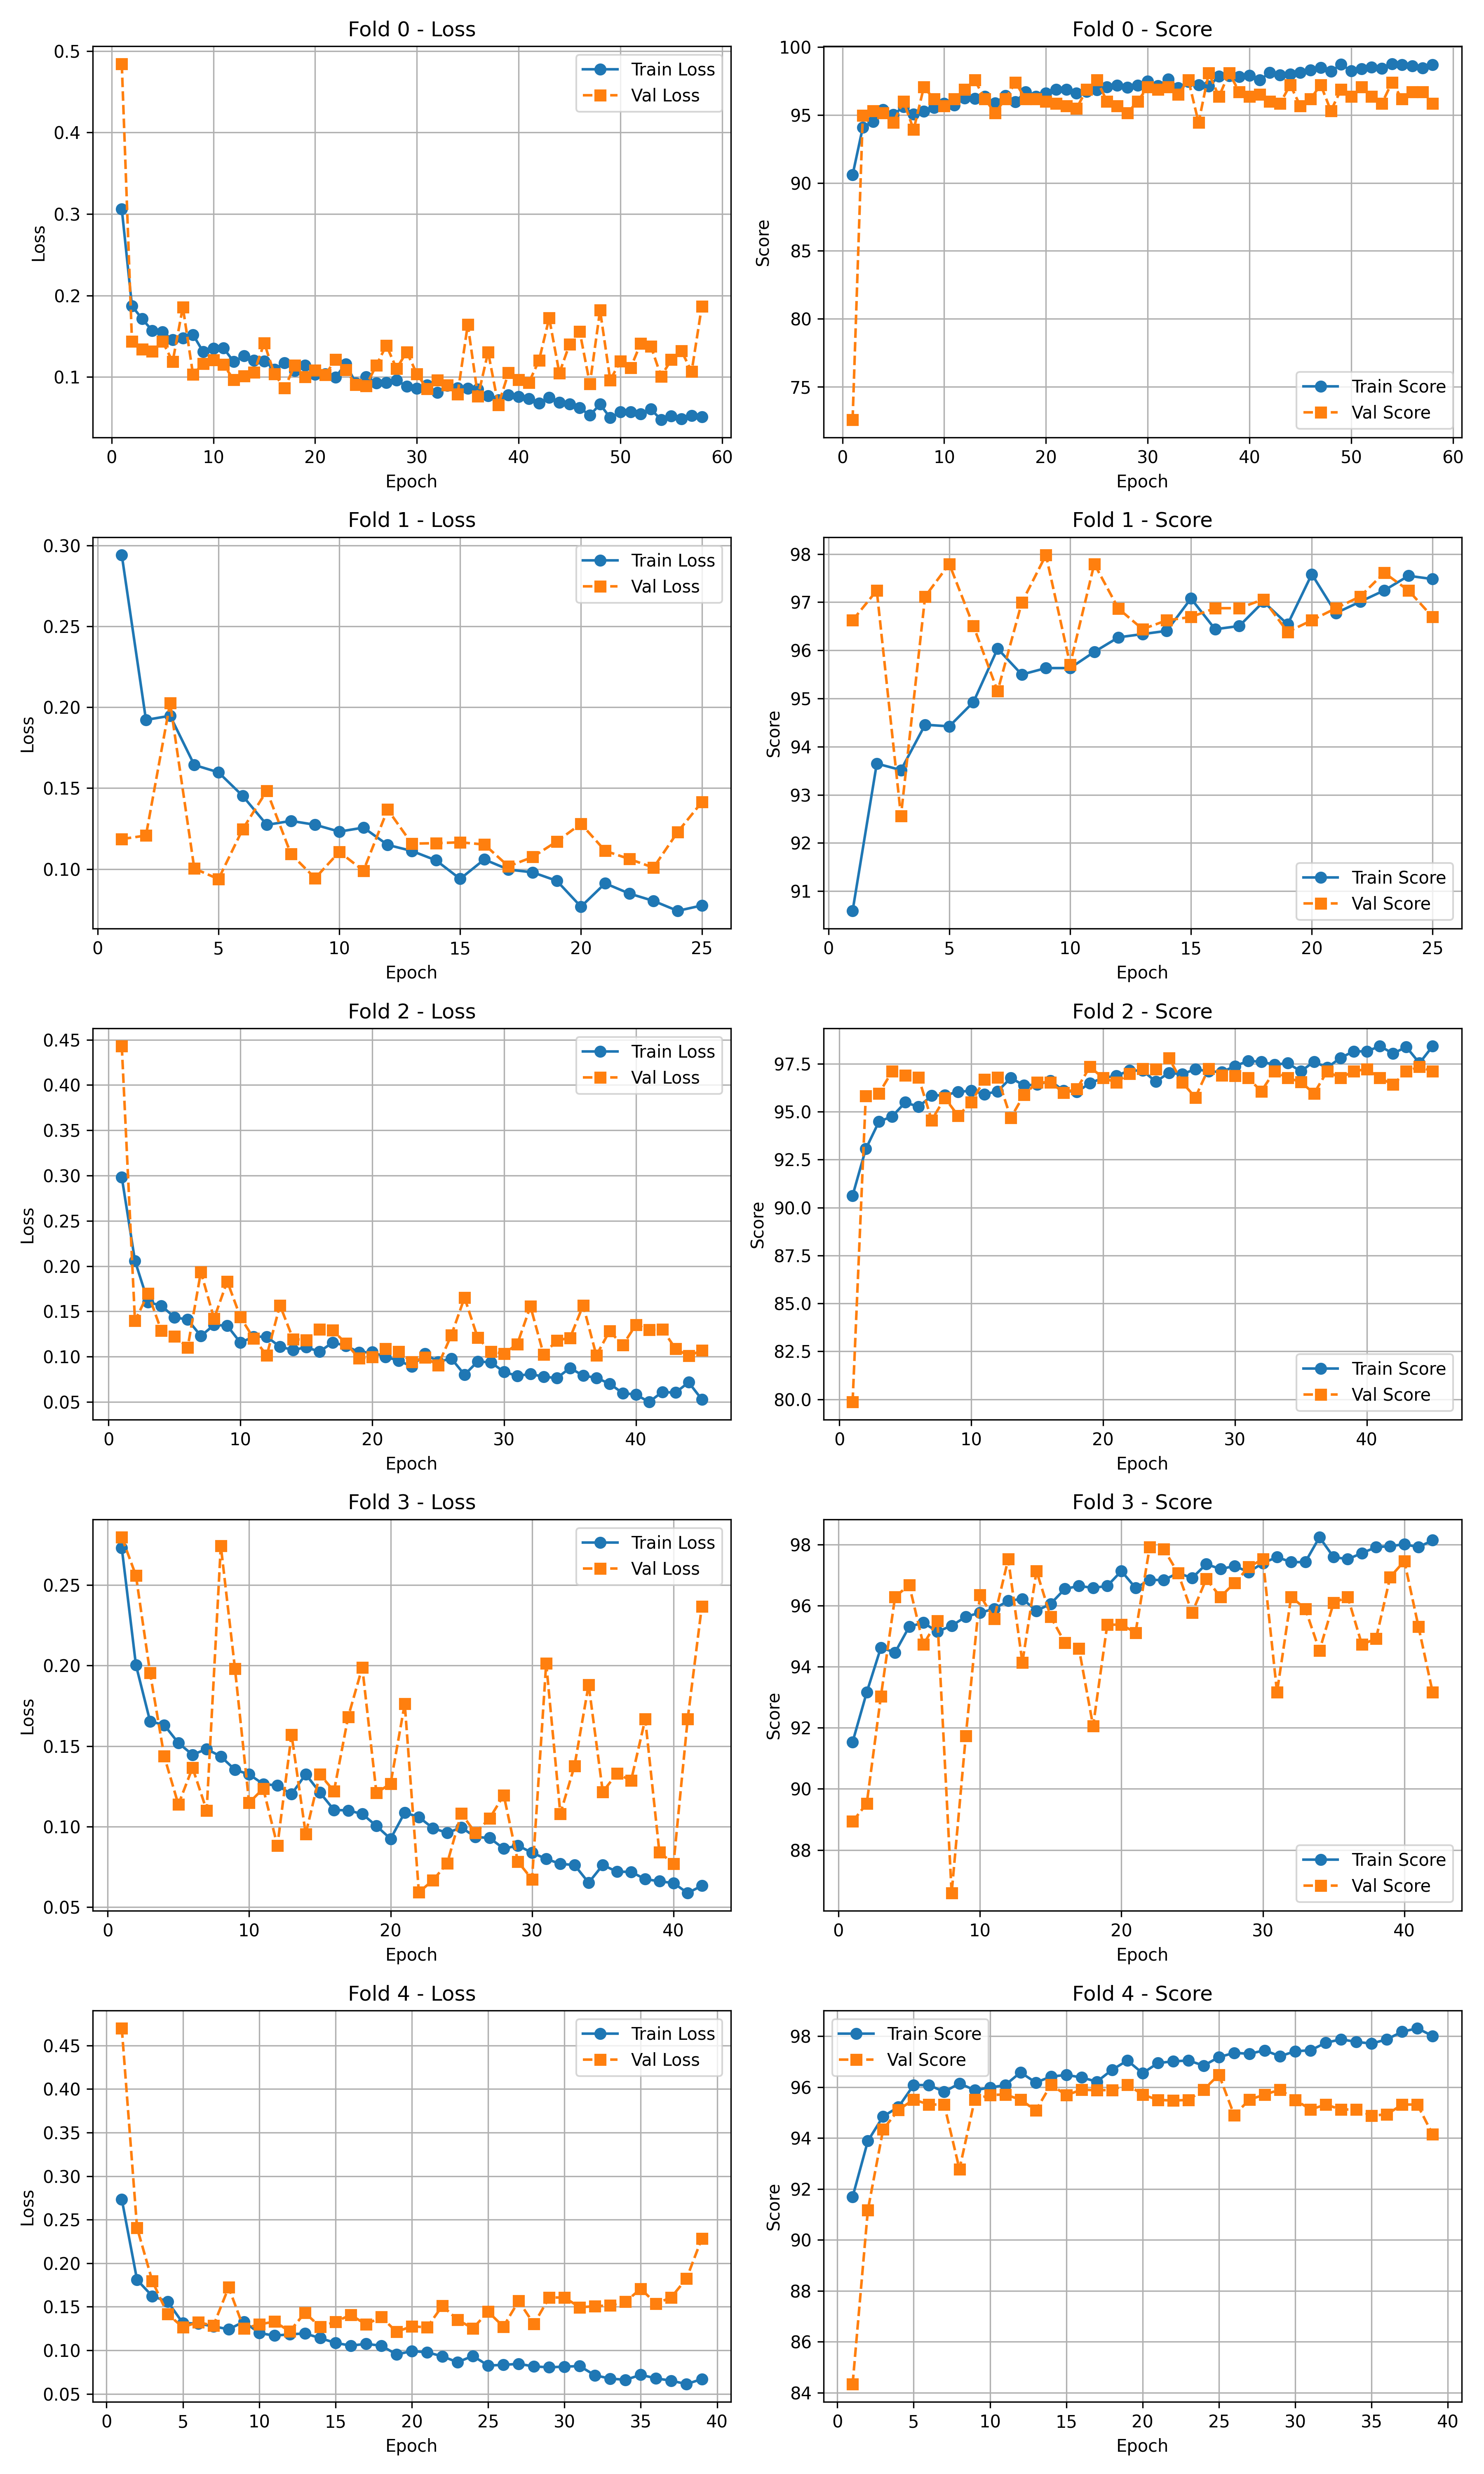 Fold 0 - Loss
0.5
0.4
0.3
0.2
0.1
Loss
Train Loss
Val Loss
0 10 20 30 40 50 60
Epoch
Fold 0 - Score
100
95
90
85
80
75
Score
Train Score
Val Score
0 10 20 30 40 50 60
Epoch
Fold 1 - Loss
0.30
0.25
0.20
0.15
0.10
Loss
Train Loss
Val Loss
0 5 10 15 20 25
Epoch
Fold 1 - Score
98
97
96
95
94
93
92
91
Score
Train Score
Val Score
0 5 10 15 20 25
Epoch
Fold 2 - Loss
0.45
0.40
0.35
0.30
0.25
0.20
0.15
0.10
0.05
Loss
Train Loss
Val Loss
0 10 20 30 40
Epoch
Fold 2 - Score
97.5
95.0
92.5
90.0
87.5
85.0
82.5
80.0
Score
Train Score
Val Score
0 10 20 30 40
Epoch
Fold 3 - Loss
0.25
0.20
0.15
0.10
0.05
Loss
Train Loss
Val Loss
0 10 20 30 40
Epoch
Fold 3 - Score
98
96
94
92
90
88
Score
Train Score
Val Score
0 10 20 30 40
Epoch
Fold 4 - Loss
0.45
0.40
0.35
0.30
0.25
0.20
0.15
0.10
0.05
Loss
Train Loss
Val Loss
0 5 10 15 20 25 30 35 40
Epoch
Fold 4 - Score
98
96
94
92
90
88
86
84
Score
Train Score
Val Score
0 5 10 15 20 25 30 35 40
Epoch